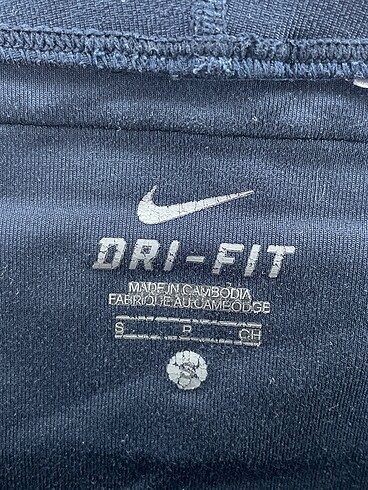 DRI-FIT
MADE IN CAMBODIA
FABRIQUE AU CAMBODGE
S P CH
S